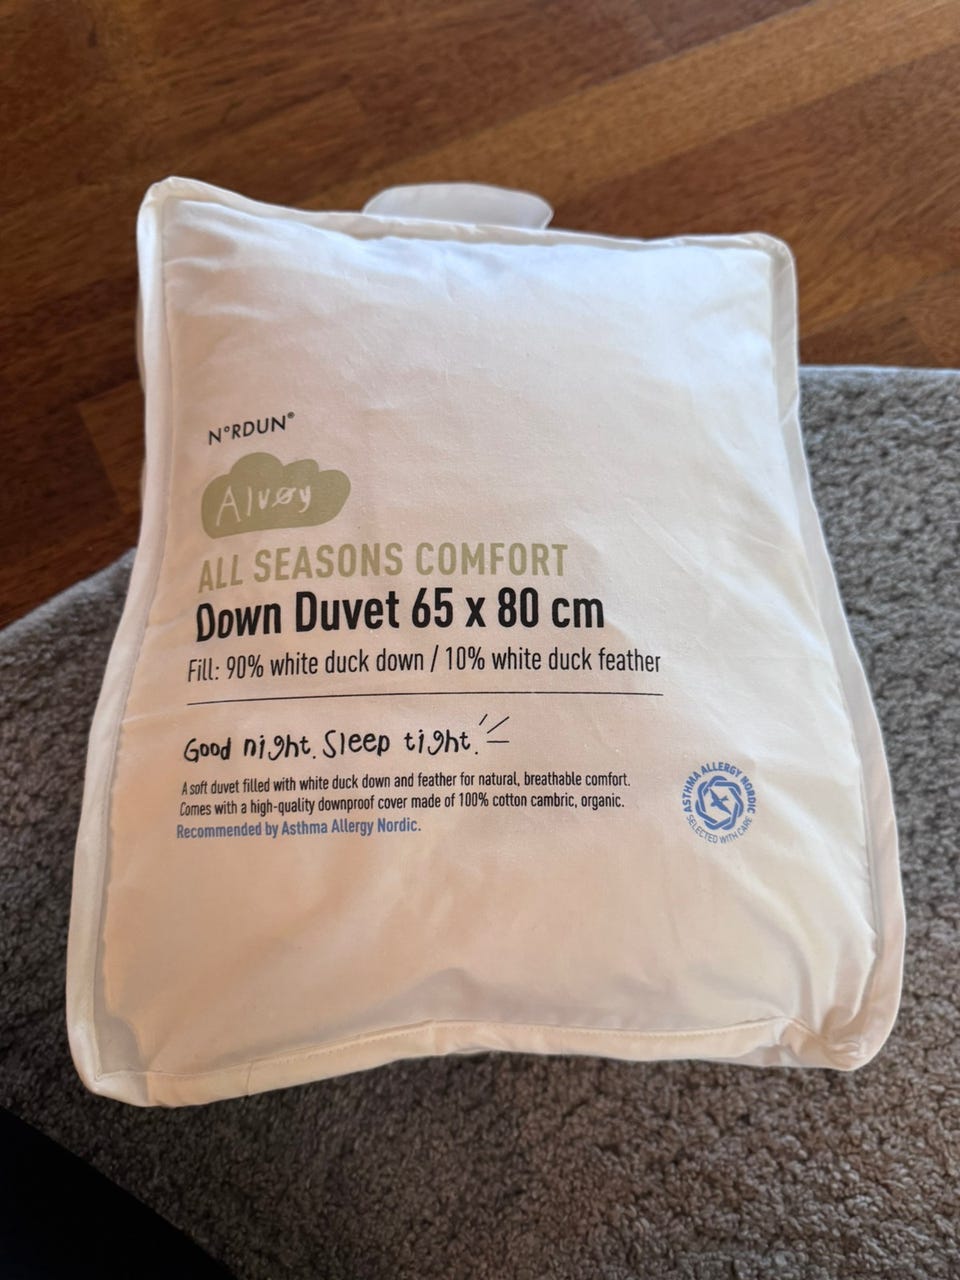 N°RDUN®
Alvøy
ALL SEASONS COMFORT
Down Duvet 65 x 80 cm
Fill: 90% white duck down / 10% white duck feather
Good night. Sleep tight.
A soft duvet filled with white duck down and feather for natural, breathable comfort.
Comes with a high-quality downproof cover made of 100% cotton cambric, organic.
Recommended by Asthma Allergy Nordic.
ASTHMA ALLERGY NORDIC
SELECTED WITH CARE